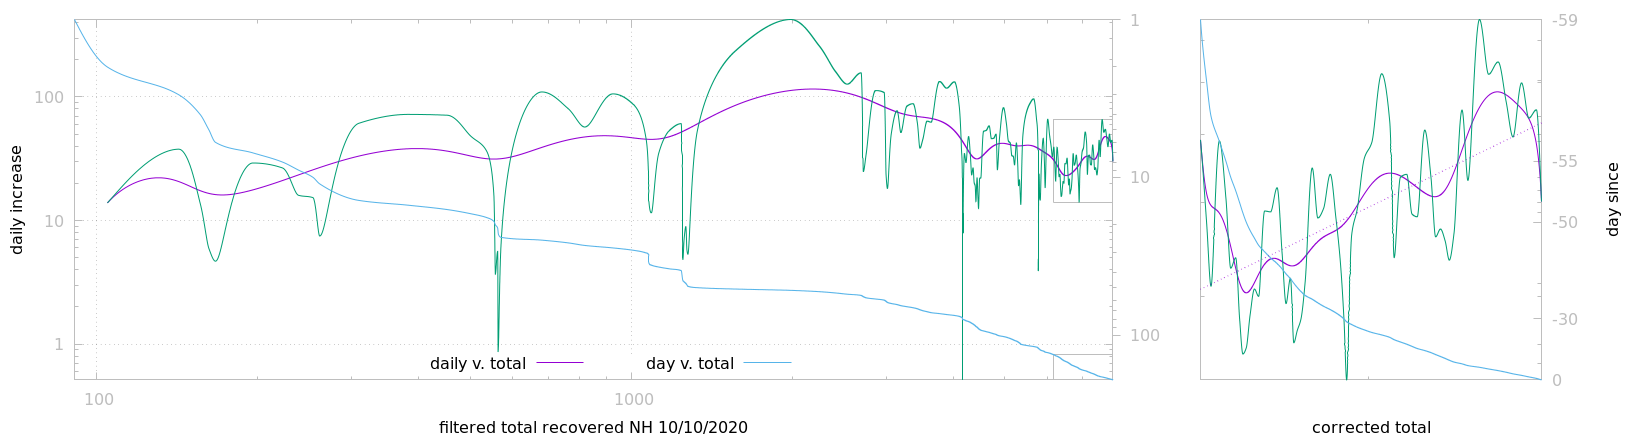 100
10
1
daily increase
100
1000
filtered total recovered NH 10/10/2020
daily v. total
day v. total
1
10
100
-59
-55
-50
-30
0
day since
corrected total